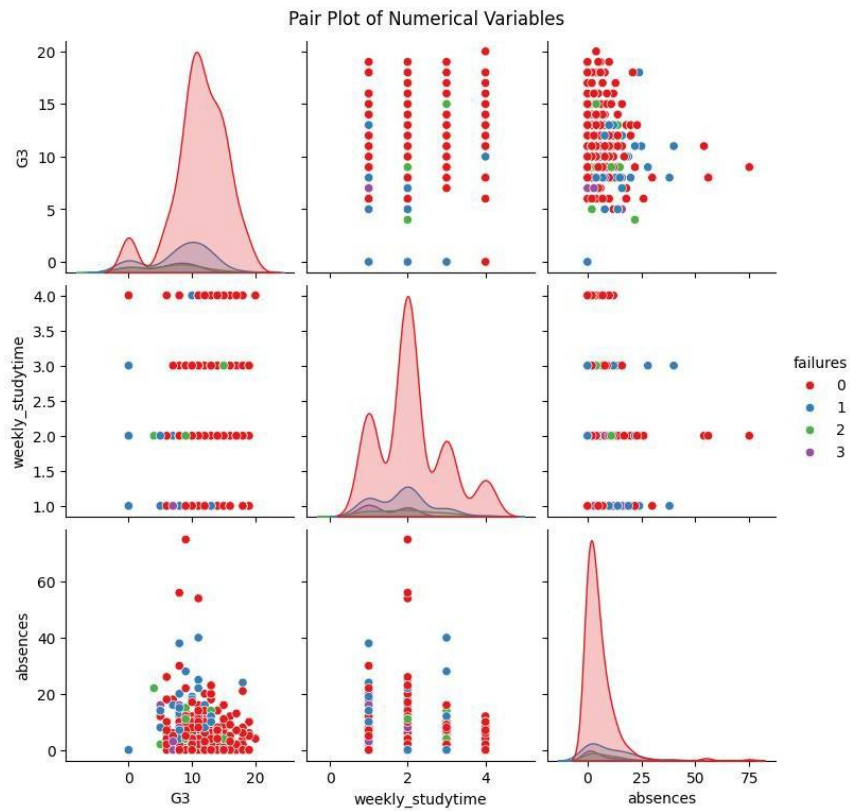 Pair Plot of Numerical Variables
20
15
10
5
0
G3
4.0
3.5
3.0
2.5
2.0
1.5
1.0
weekly_studytime
failures
0
1
2
3
60
40
20
0
absences
0 10 20
G3
0 2 4
weekly_studytime
0 25 50 75
absences